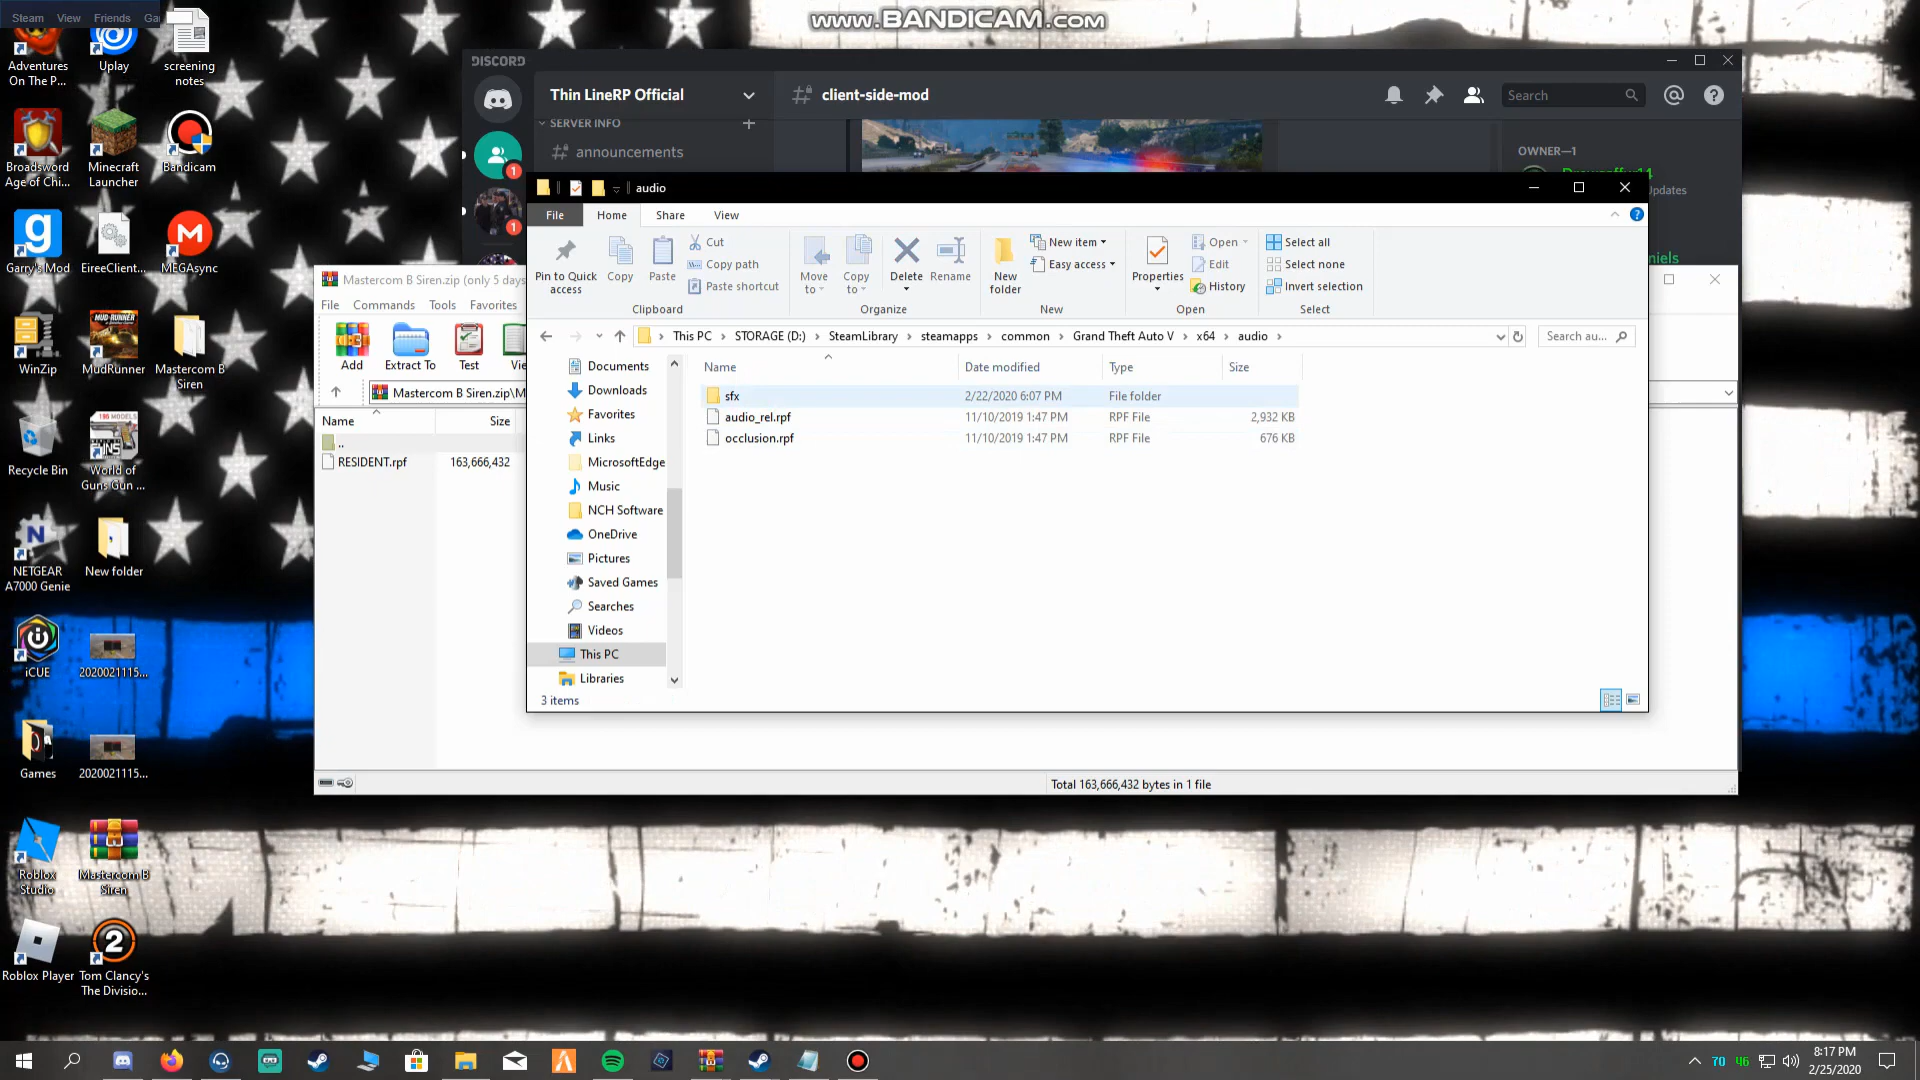 Steam View Friends
www.BANDICAM.com
Adventures On The P...
Uplay
screening notes
Broadsword Age of Chi...
Minecraft Launcher
Bandicam
Garry's Mod
EireeClient...
MEGAsync
WinZip
MudRunner
Mastercom B Siren
Recycle Bin
World of Guns Gun ...
NETGEAR A7000 Genie
New folder
iCUE
2020021115...
Games
2020021115...
Roblox Studio
Mastercom B Siren
Roblox Player
Tom Clancy's The Divisio...
DISCORD
Thin LineRP Official
client-side-mod
Search
SERVER INFO
announcements
OWNER—1
Updates
niels
Mastercom B Siren.zip (only 5 days
File Commands Tools Favorites
Add Extract To Test
Mastercom B Siren.zip\M
Name Size
..
RESIDENT.rpf 163,666,432
Total 163,666,432 bytes in 1 file
audio
File Home Share View
Pin to Quick access
Copy
Paste
Cut
Copy path
Paste shortcut
Clipboard
Move to
Copy to
Delete
Rename
Organize
New folder
New item
Easy access
New
Properties
Open
Edit
History
Open
Select all
Select none
Invert selection
Select
This PC > STORAGE (D:) > SteamLibrary > steamapps > common > Grand Theft Auto V > x64 > audio >
Search au...
Documents
Downloads
Favorites
Links
MicrosoftEdge
Music
NCH Software
OneDrive
Pictures
Saved Games
Searches
Videos
This PC
Libraries
Name Date modified Type Size
sfx 2/22/2020 6:07 PM File folder
audio_rel.rpf 11/10/2019 1:47 PM RPF File 2,932 KB
occlusion.rpf 11/10/2019 1:47 PM RPF File 676 KB
3 items
70 46
8:17 PM
2/25/2020